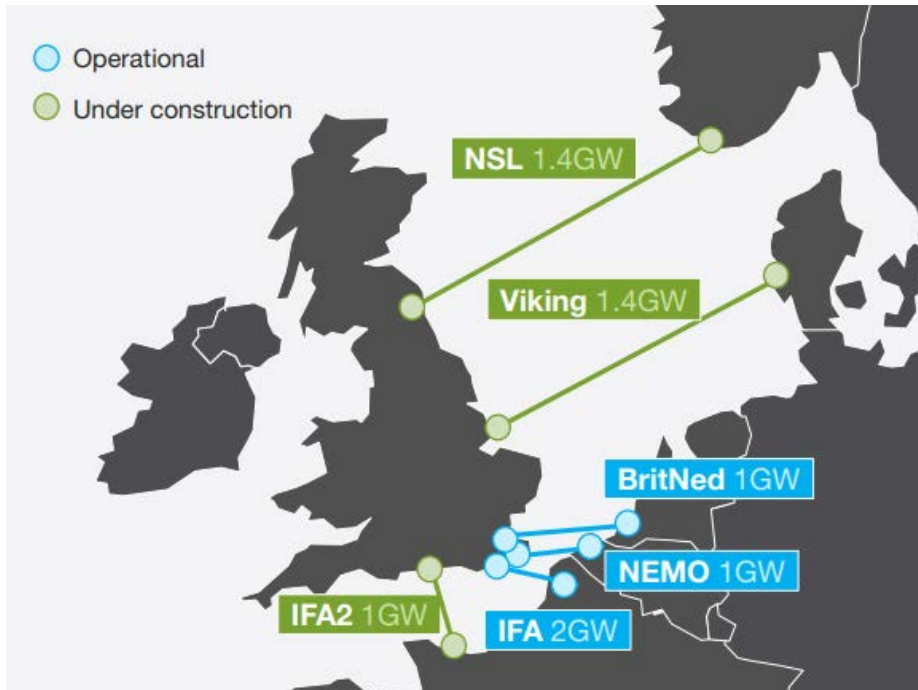 Operational
Under construction
NSL 1.4GW
Viking 1.4GW
BritNed 1GW
NEMO 1GW
IFA2 1GW
IFA 2GW